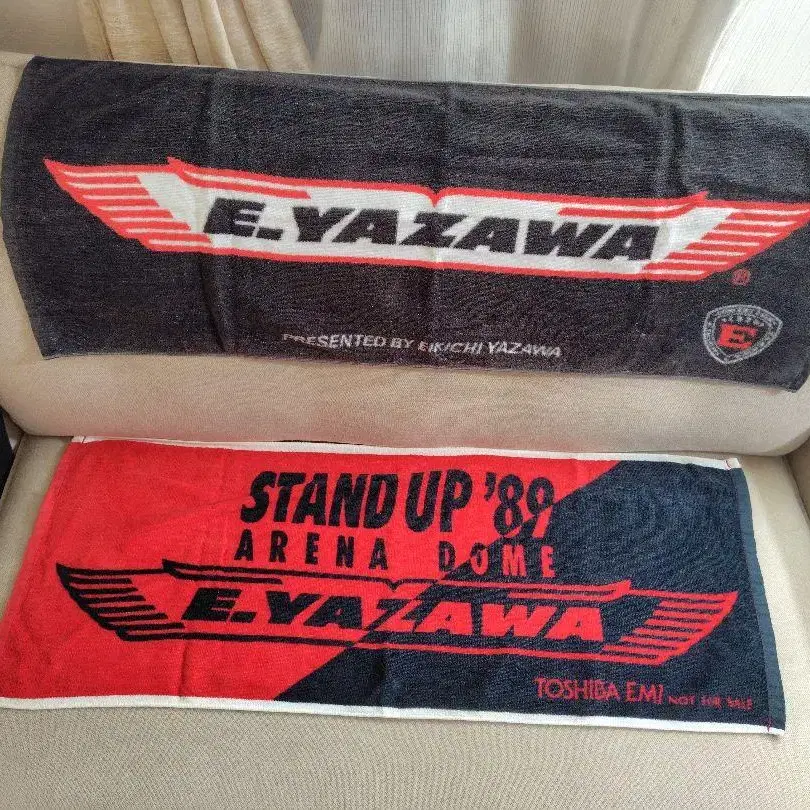 E.YAZAWA
®
PRESENTED BY EIKICHI YAZAWA
E
STAND UP '89
ARENA DOME
E.YAZAWA
TOSHIBA EMI NOT FOR SALE